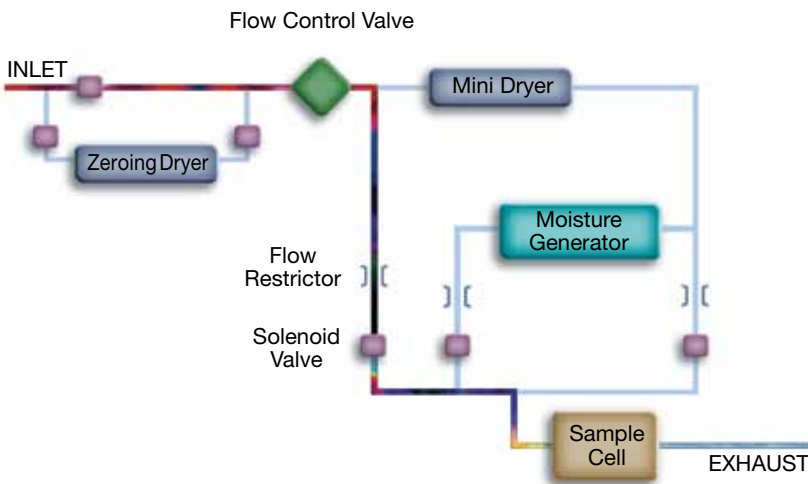 Flow Control Valve
INLET
Mini Dryer
Zeroing Dryer
Moisture
Generator
Flow
Restrictor
Solenoid
Valve
Sample
Cell
EXHAUST